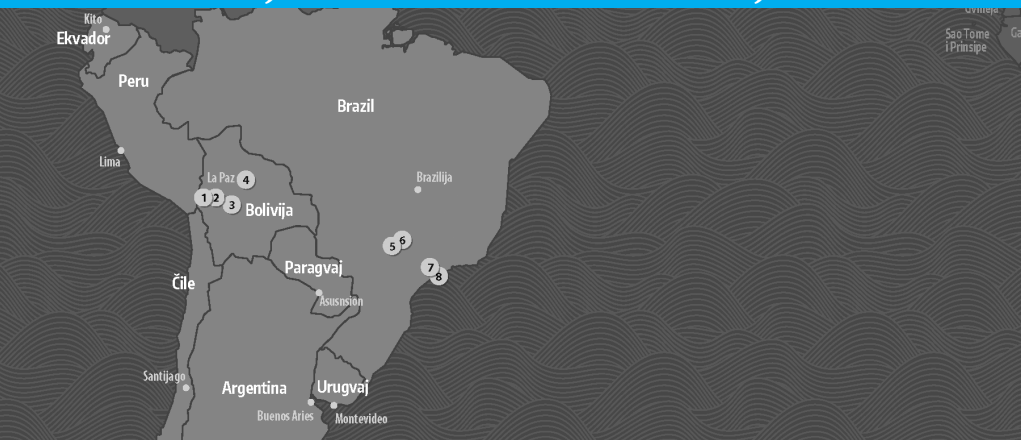 Kito
Ekvador
Peru
Brazil
Lima
La Paz
4
Brazilija
1
2
3
Bolivija
6
5
Paragvaj
7
8
Čile
Asusnsion
Santijago
Argentina
Urugvaj
Buenos Aries
Montevideo
Sao Tome
i Prinsipe